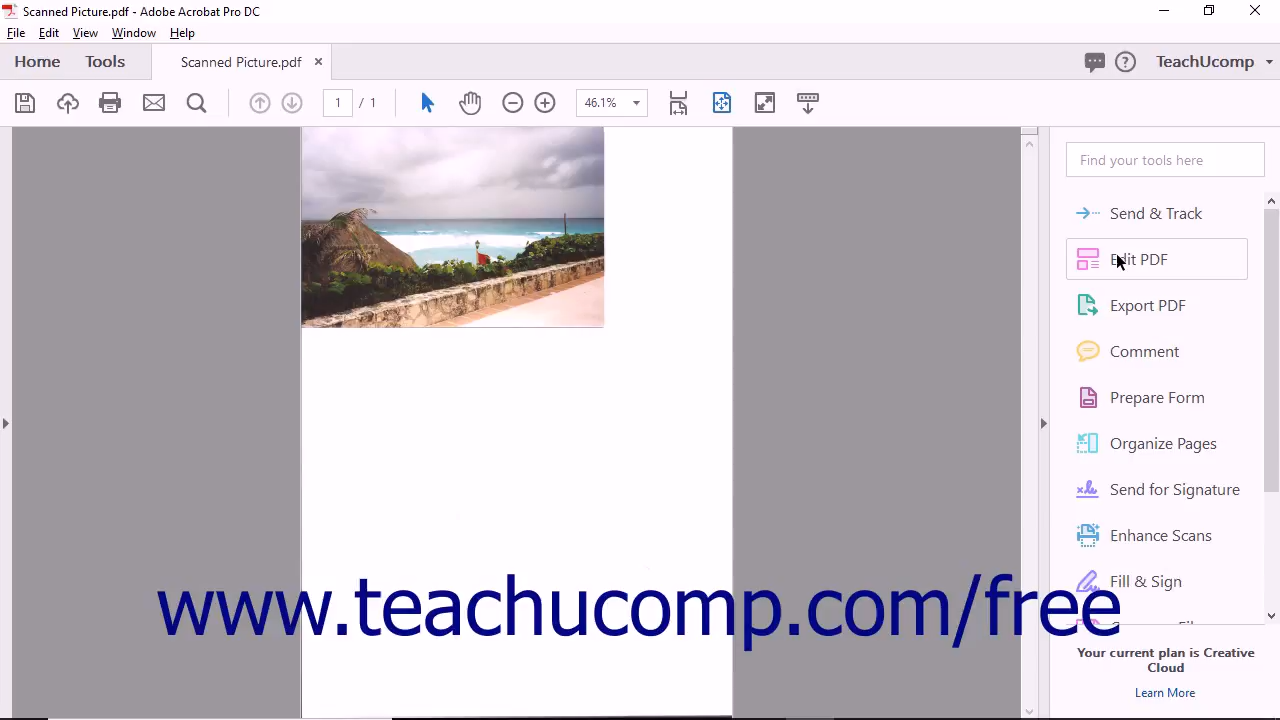 Scanned Picture.pdf - Adobe Acrobat Pro DC
File Edit View Window Help
Home Tools Scanned Picture.pdf × TeachUcomp
1 / 1 46.1%
Find your tools here
Send & Track
Edit PDF
Export PDF
Comment
Prepare Form
Organize Pages
Send for Signature
Enhance Scans
Fill & Sign
www.teachucomp.com/free
Your current plan is Creative
Cloud
Learn More